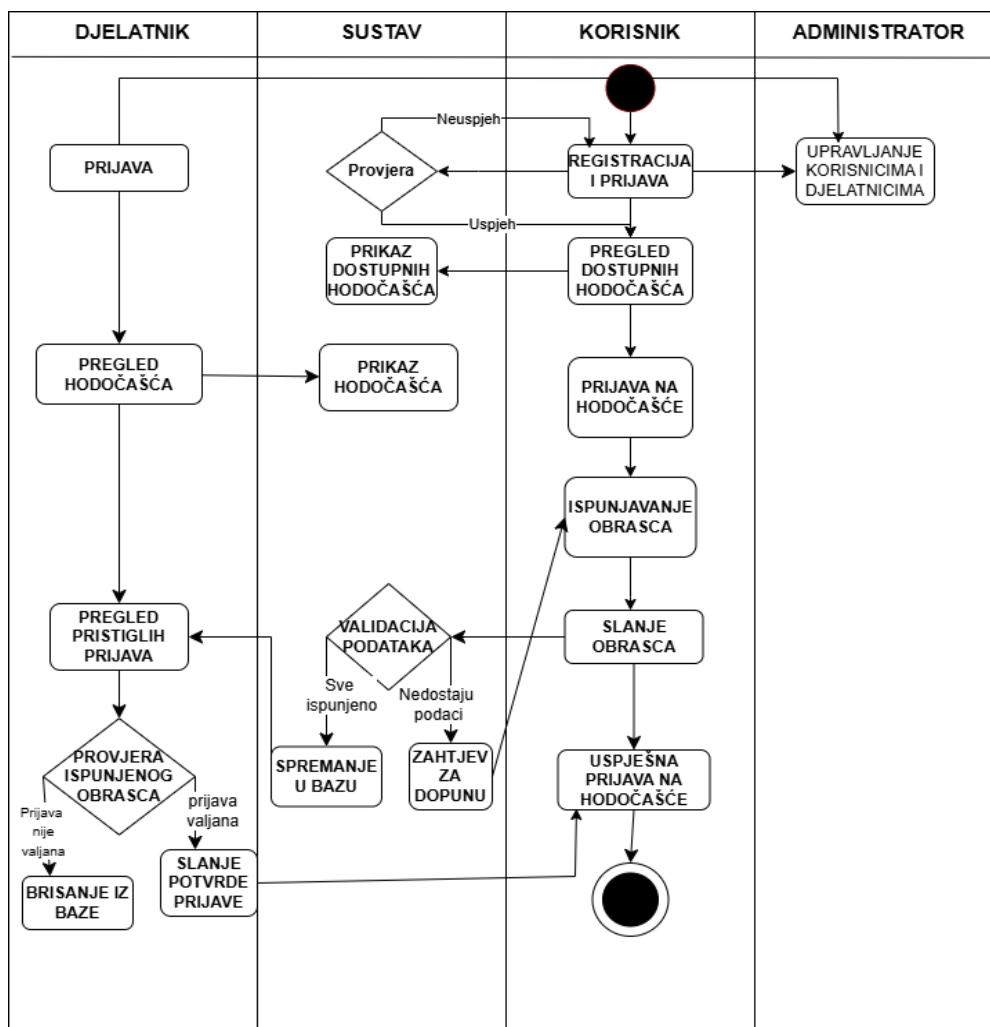 DJELATNIK
SUSTAV
KORISNIK
ADMINISTRATOR
Neuspjeh
PRIJAVA
Provjera
REGISTRACIJA
I PRIJAVA
UPRAVLJANJE
KORISNICIMA I
DJELATNICIMA
Uspjeh
PRIKAZ
DOSTUPNIH
HODOČAŠĆA
PREGLED
DOSTUPNIH
HODOČAŠĆA
PREGLED
HODOČAŠĆA
PRIKAZ
HODOČAŠĆA
PRIJAVA NA
HODOČAŠĆE
ISPUNJAVANJE
OBRASCA
PREGLED
PRISTIGLIH
PRIJAVA
VALIDACIJA
PODATAKA
SLANJE
OBRASCA
Sve
ispunjeno
Nedostaju
podaci
PROVJERA
ISPUNJENOG
OBRASCA
SPREMANJE
U BAZU
ZAHTJEV
ZA
DOPUNU
USPJEŠNA
PRIJAVA NA
HODOČAŠĆE
Prijava
nije
valjana
prijava
valjana
BRISANJE IZ
BAZE
SLANJE
POTVRDE
PRIJAVE